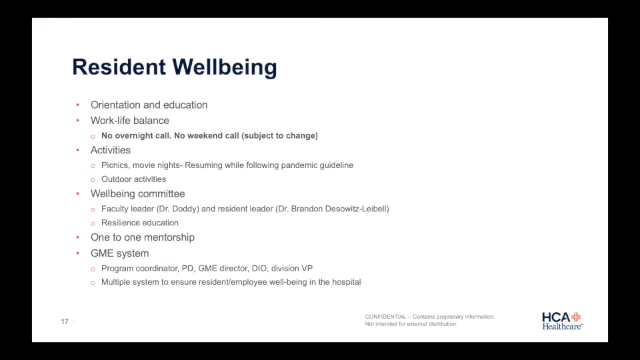 Resident Wellbeing
• Orientation and education
• Work-life balance
o No overnight call. No weekend call (subject to change)
• Activities
o Picnics, movie nights- Resuming while following pandemic guideline
o Outdoor activities
• Wellbeing committee
o Faculty leader (Dr. Doddy) and resident leader (Dr. Brandon Desowitz-Leibell)
o Resilience education
• One to one mentorship
• GME system
o Program coordinator, PD, GME director, DIO, division VP
o Multiple system to ensure resident/employee well-being in the hospital
17
CONFIDENTIAL – Contains proprietary information.
Not intended for external distribution.
HCA
Healthcare